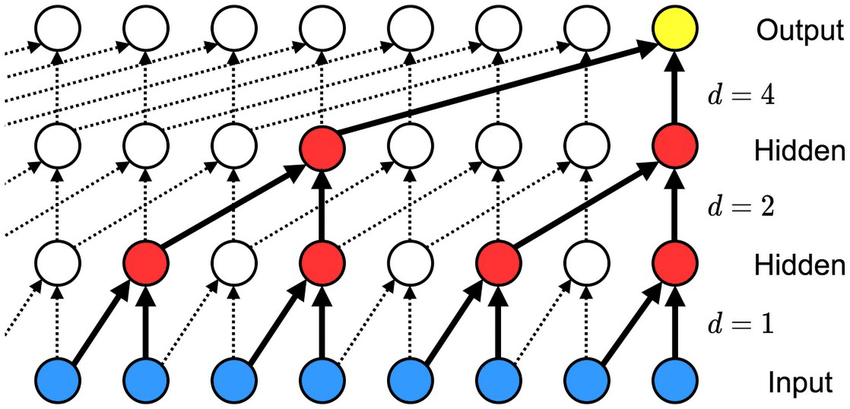 Output
d = 4
Hidden
d = 2
Hidden
d = 1
Input